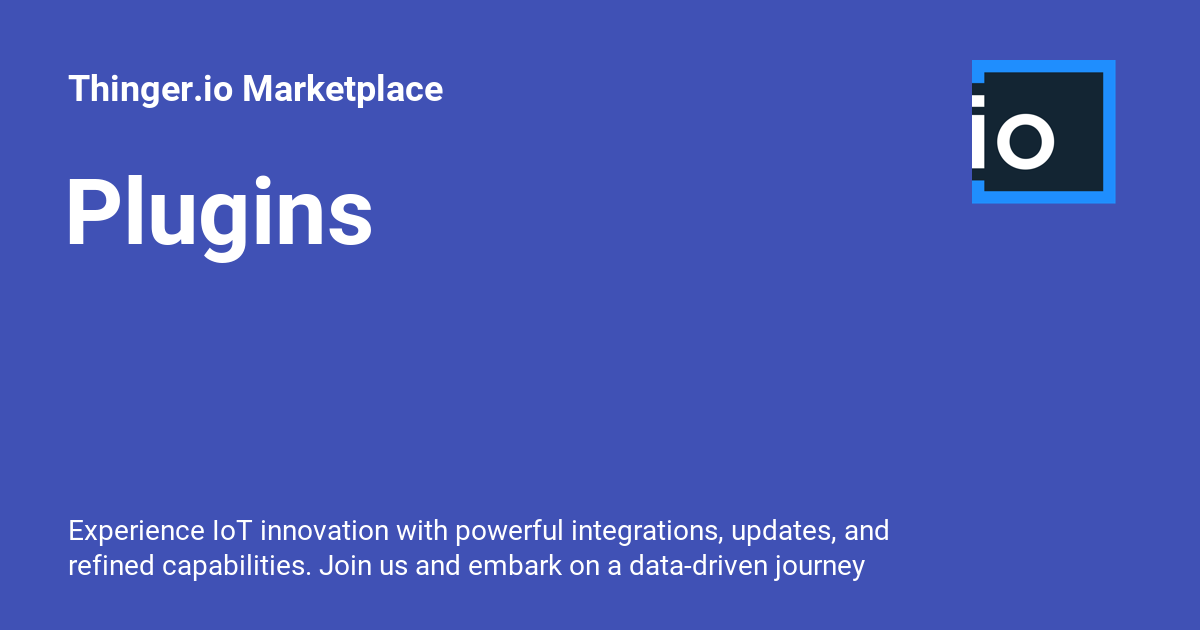 Thinger.io Marketplace
io
Plugins
Experience IoT innovation with powerful integrations, updates, and
refined capabilities. Join us and embark on a data-driven journey